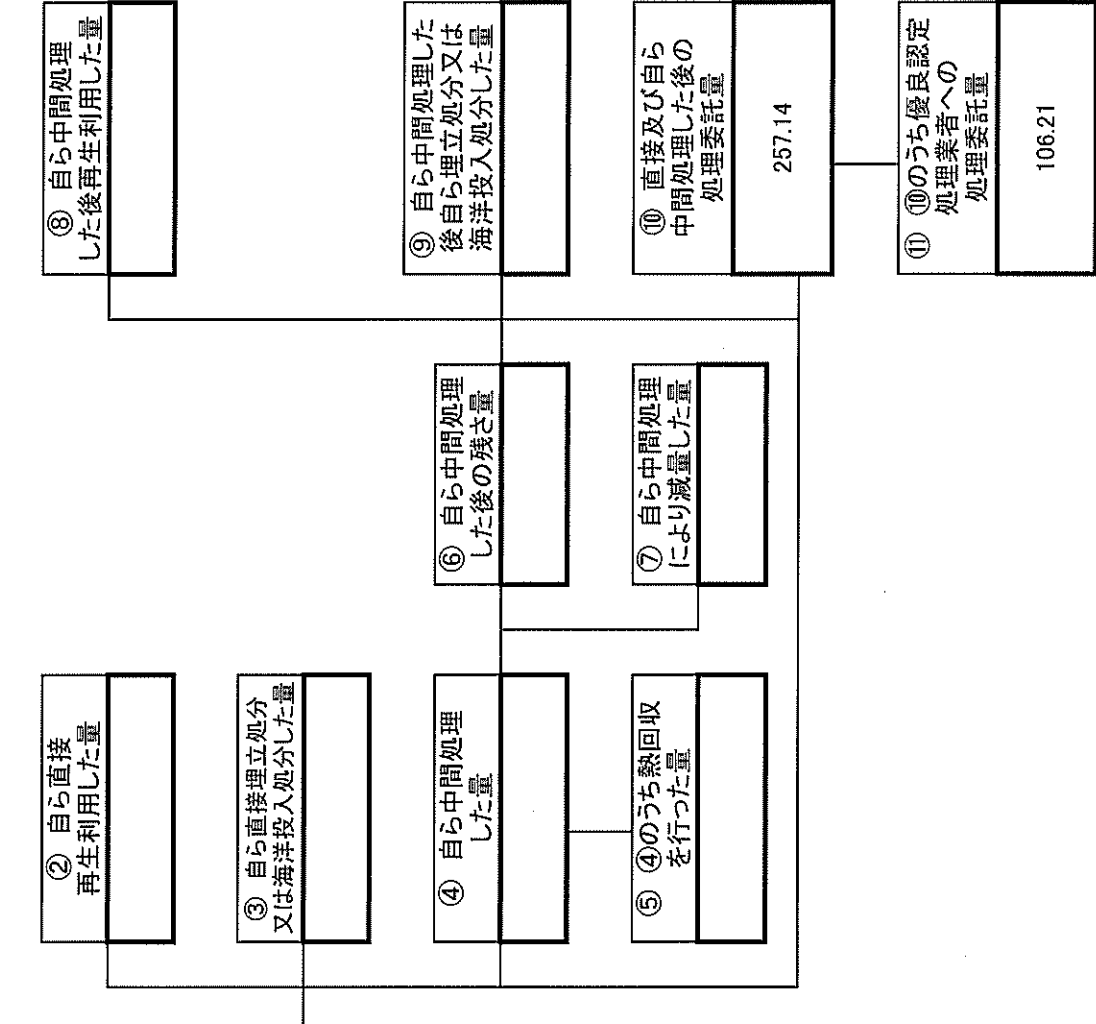 ② 自ら直接
再生利用した量
③ 自ら直接埋立処分
又は海洋投入処分した量
④ 自ら中間処理
した量
⑤ ④のうち熱回収
を行った量
⑥ 自ら中間処理
した後の残さ量
⑦ 自ら中間処理
により減量した量
⑧ 自ら中間処理
した後再生利用した量
⑨ 自ら中間処理した
後自ら埋立処分又は
海洋投入処分した量
⑩ 直接及び自ら
中間処理した後の
処理委託量
257.14
⑪ ⑩のうち優良認定
処理業者への
処理委託量
106.21